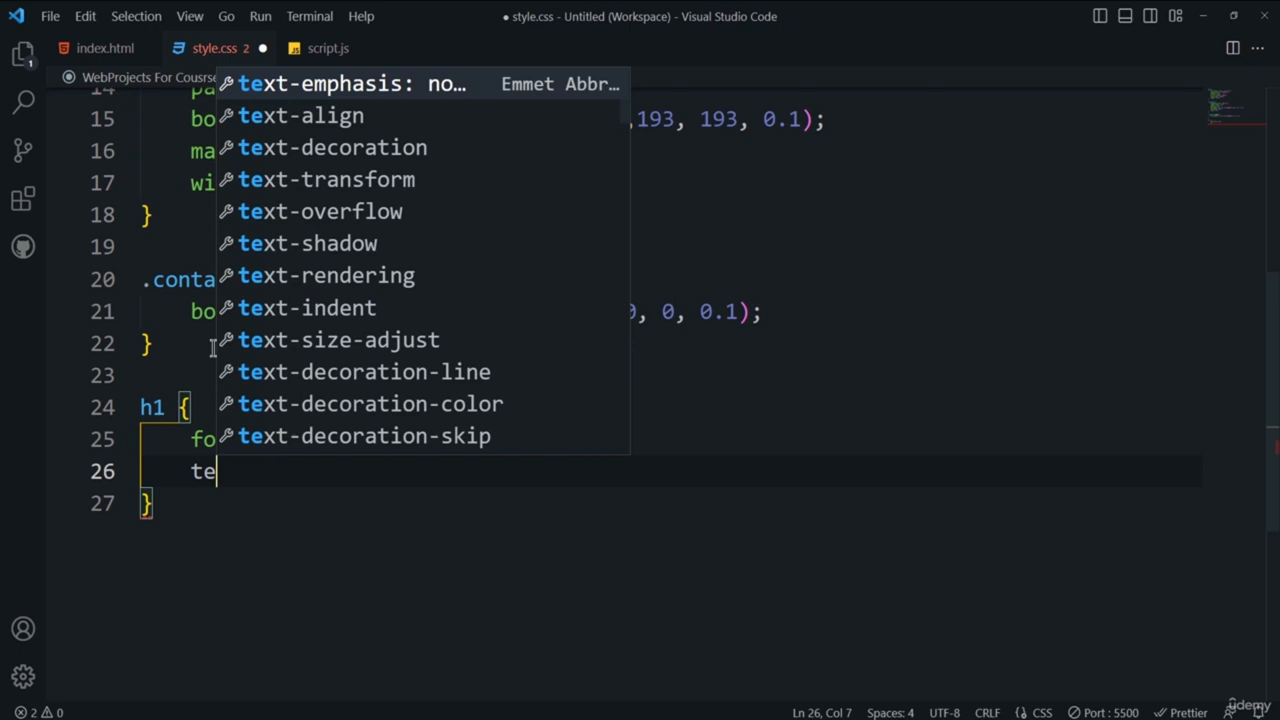 File Edit Selection View Go Run Terminal Help
● style.css - Untitled (Workspace) - Visual Studio Code
index.html
style.css 2 ●
script.js
WebProjects For Coursre
14 pa
15 bo ,193, 193, 0.1);
16 ma
17 wi
18 }
19
20 .conta
21 bo 0, 0, 0.1);
22 }
23
24 h1 {
25 fo
26 te
27 }
text-emphasis: no… Emmet Abbr…
text-align
text-decoration
text-transform
text-overflow
text-shadow
text-rendering
text-indent
text-size-adjust
text-decoration-line
text-decoration-color
text-decoration-skip
1
2 0
Ln 26, Col 7 Spaces: 4 UTF-8 CRLF {} CSS Port : 5500 Prettier
udemy